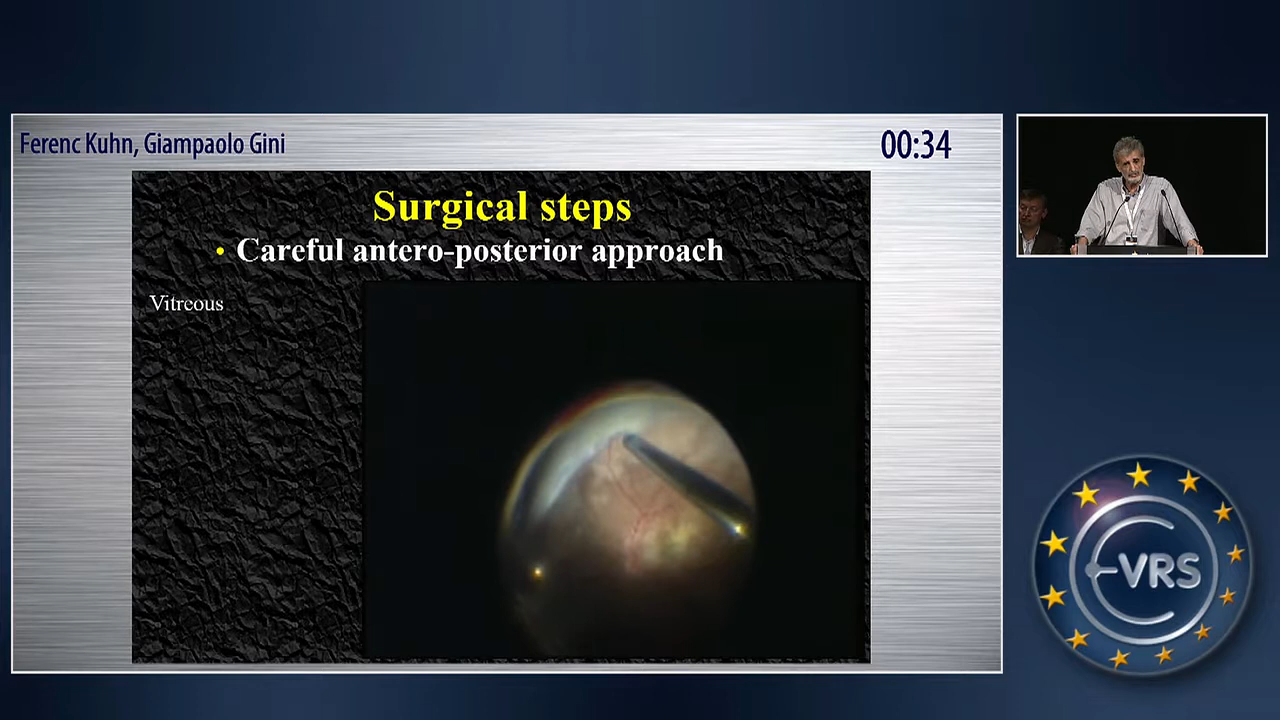 Ferenc Kuhn, Giampaolo Gini
00:34
Surgical steps
• Careful antero-posterior approach
Vitreous
E-VRS